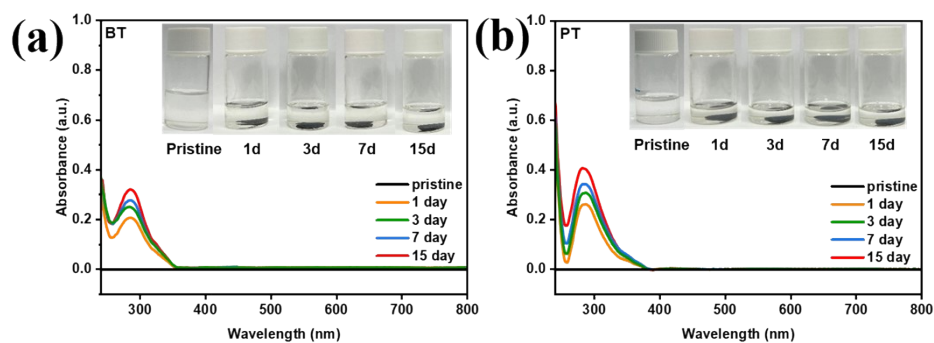 (a)
BT
1.0
0.8
0.6
0.4
0.2
0.0
Absorbance (a.u.)
Pristine 1d 3d 7d 15d
pristine
1 day
3 day
7 day
15 day
300 400 500 600 700 800
Wavelength (nm)
(b)
PT
1.0
0.8
0.6
0.4
0.2
0.0
Absorbance (a.u.)
Pristine 1d 3d 7d 15d
pristine
1 day
3 day
7 day
15 day
300 400 500 600 700 800
Wavelength (nm)